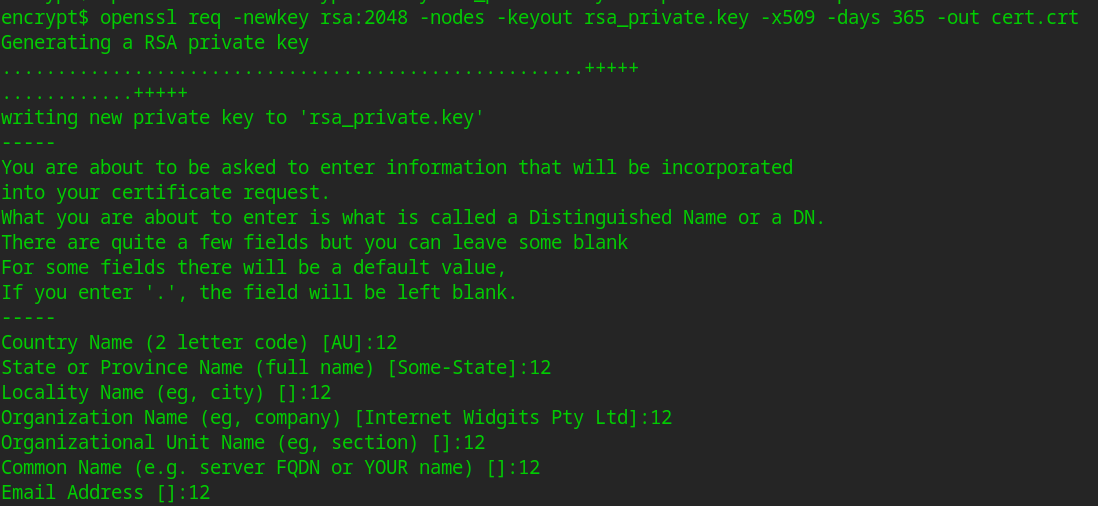 encrypt$ openssl req -newkey rsa:2048 -nodes -keyout rsa_private.key -x509 -days 365 -out cert.crt
Generating a RSA private key
.....................................................+++++
............+++++
writing new private key to 'rsa_private.key'
-----
You are about to be asked to enter information that will be incorporated
into your certificate request.
What you are about to enter is what is called a Distinguished Name or a DN.
There are quite a few fields but you can leave some blank
For some fields there will be a default value,
If you enter '.', the field will be left blank.
-----
Country Name (2 letter code) [AU]:12
State or Province Name (full name) [Some-State]:12
Locality Name (eg, city) []:12
Organization Name (eg, company) [Internet Widgits Pty Ltd]:12
Organizational Unit Name (eg, section) []:12
Common Name (e.g. server FQDN or YOUR name) []:12
Email Address []:12